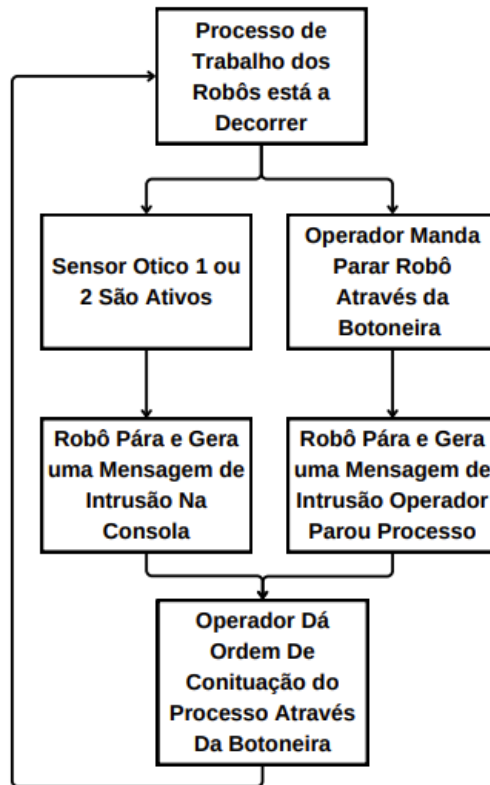 Processo de
Trabalho dos
Robôs está a
Decorrer
Sensor Otico 1 ou
2 São Ativos
Operador Manda
Parar Robô
Através da
Botoneira
Robô Pára e Gera
uma Mensagem de
Intrusão Na
Consola
Robô Pára e Gera
uma Mensagem de
Intrusão Operador
Parou Processo
Operador Dá
Ordem De
Conituação do
Processo Através
Da Botoneira